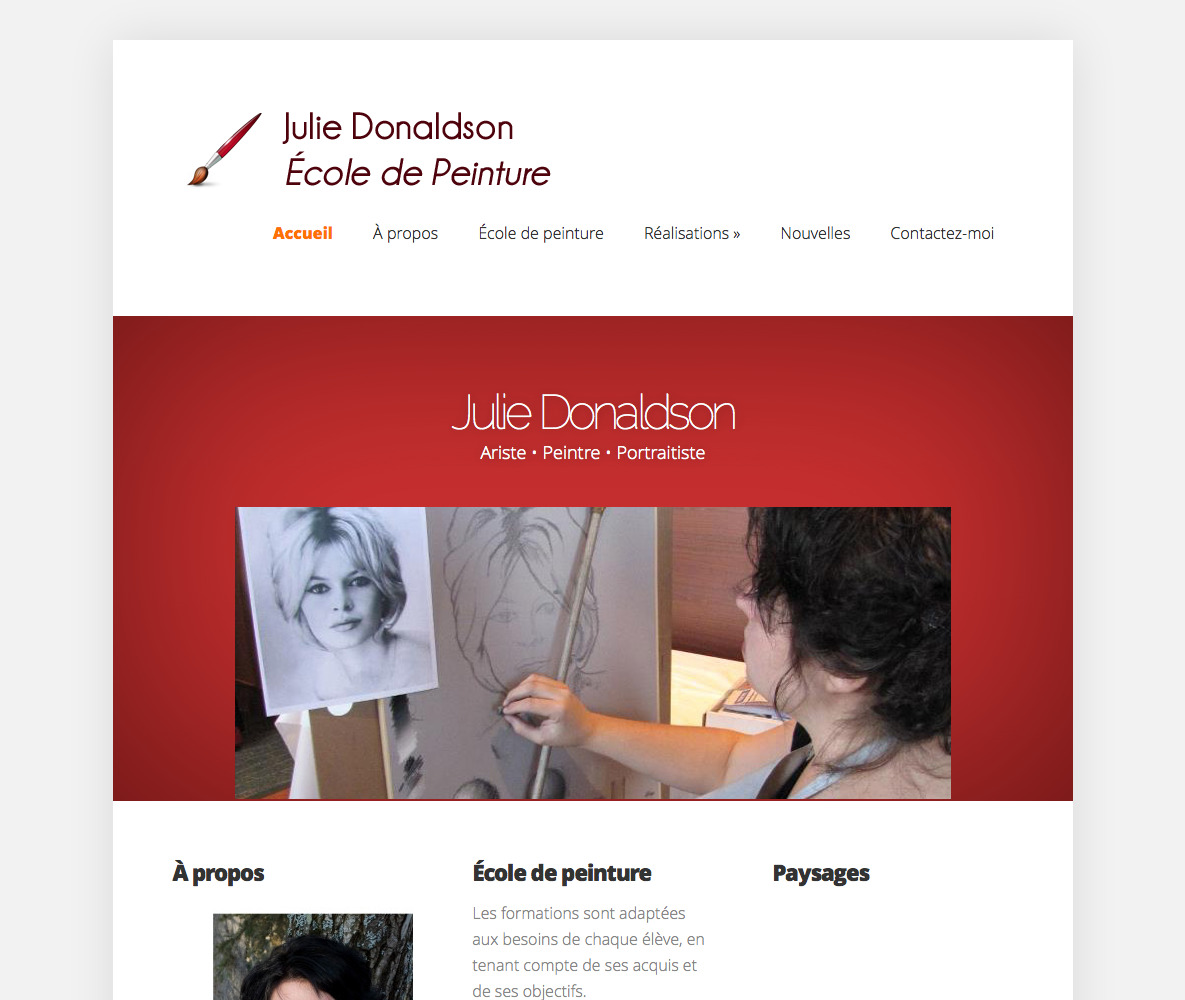 Julie Donaldson
École de Peinture
Accueil À propos École de peinture Réalisations » Nouvelles Contactez-moi
Julie Donaldson
Ariste • Peintre • Portraitiste
À propos
École de peinture
Les formations sont adaptées
aux besoins de chaque élève, en
tenant compte de ses acquis et
de ses objectifs.
Paysages